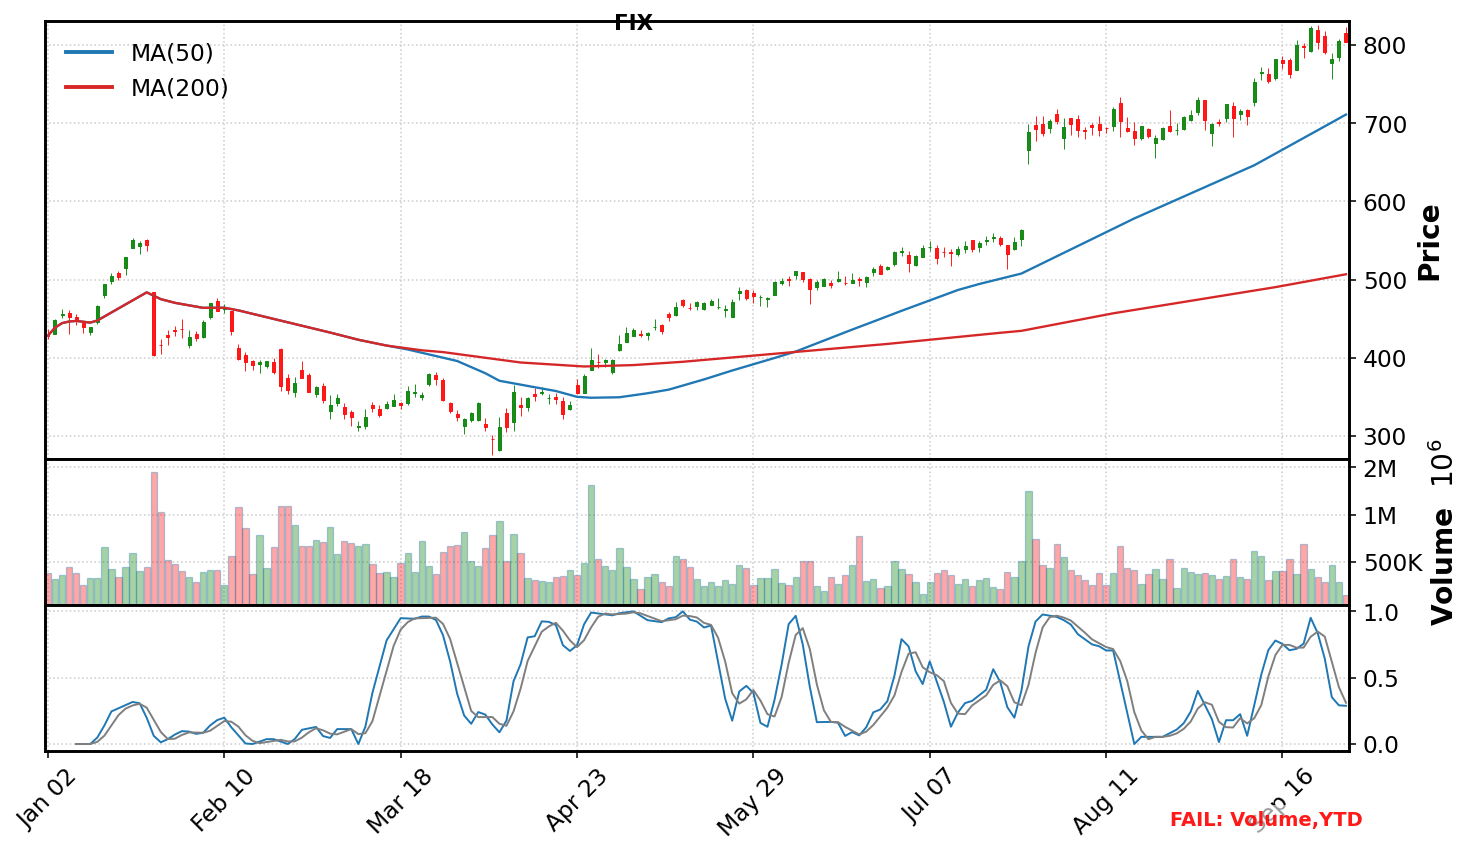 FIX
MA(50)
MA(200)
800
700
600
500
400
300
Price
2M
1M
500K
Volume 10^6
1.0
0.5
0.0
Jan 02
Feb 10
Mar 18
Apr 23
May 29
Jul 07
Aug 11
Sep 16
FAIL: Volume,YTD